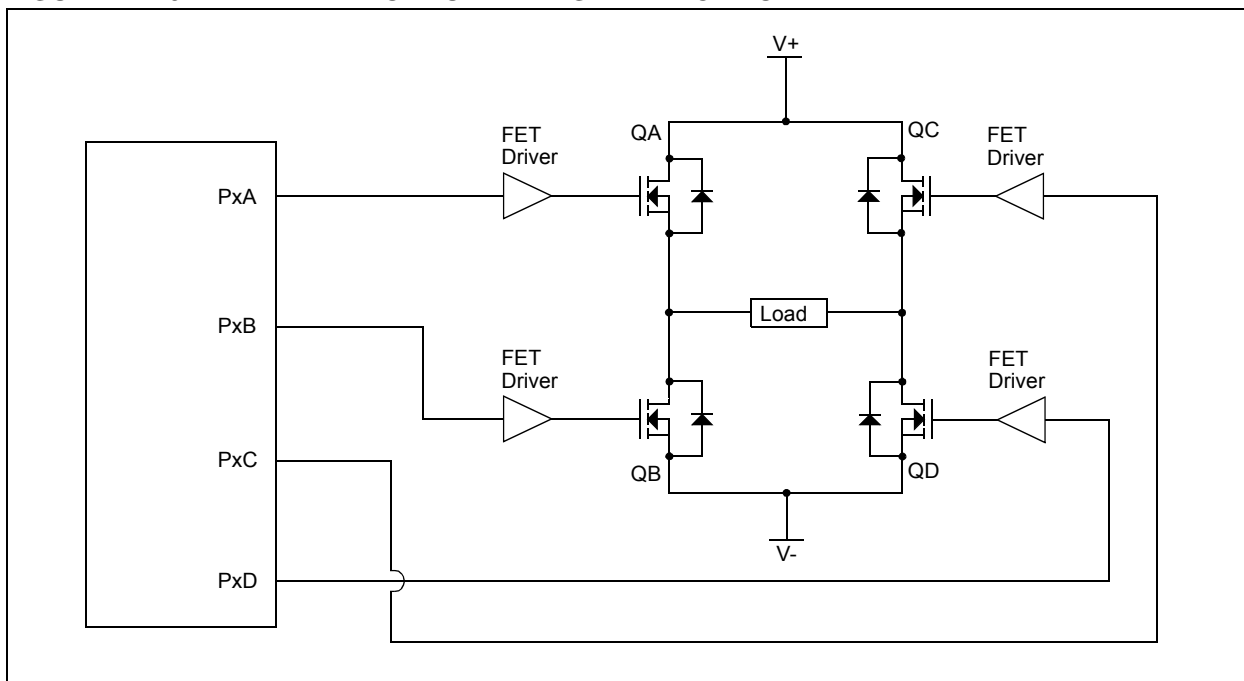 V+
FET
Driver
QA
QC
FET
Driver
PxA
PxB
Load
FET
Driver
FET
Driver
PxC
QB
QD
V-
PxD